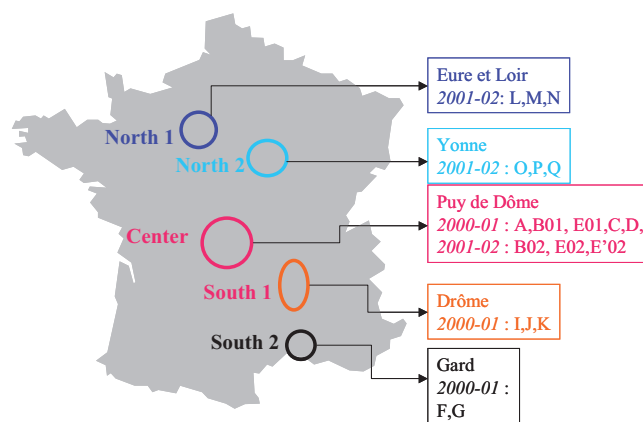 Eure et Loir
2001-02: L,M,N
North 1
North 2
Yonne
2001-02 : O,P,Q
Puy de Dôme
2000-01 : A,B01, E01,C,D,
2001-02 : B02, E02,E’02
Center
South 1
Drôme
2000-01 : I,J,K
South 2
Gard
2000-01 :
F,G